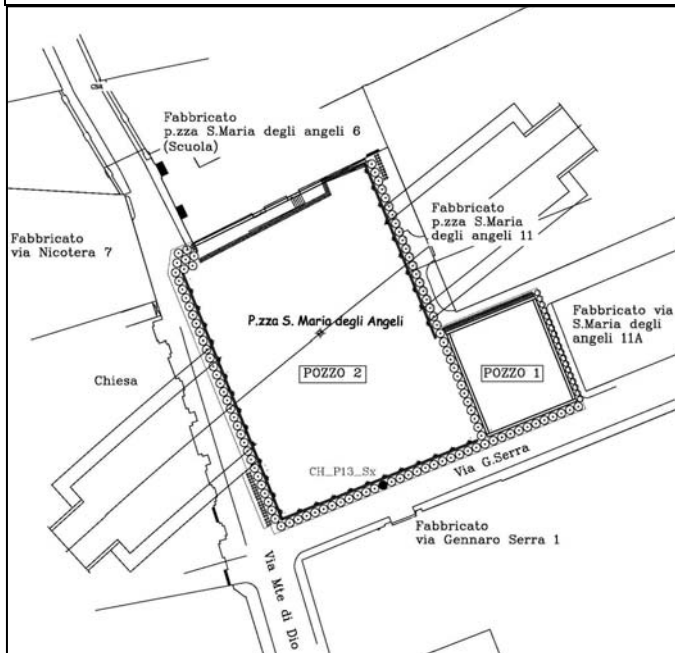 CSA
Fabbricato
p.zza S.Maria degli angeli 6
(Scuola)
Fabbricato
via Nicotera 7
Fabbricato
p.zza S.Maria
degli angeli 11
Fabbricato via
S.Maria degli
angeli 11A
P.zza S. Maria degli Angeli
Chiesa
POZZO 2
POZZO 1
CH_P13_Sx
Via G.Serra
Fabbricato
via Gennaro Serra 1
Via Mte di Dio